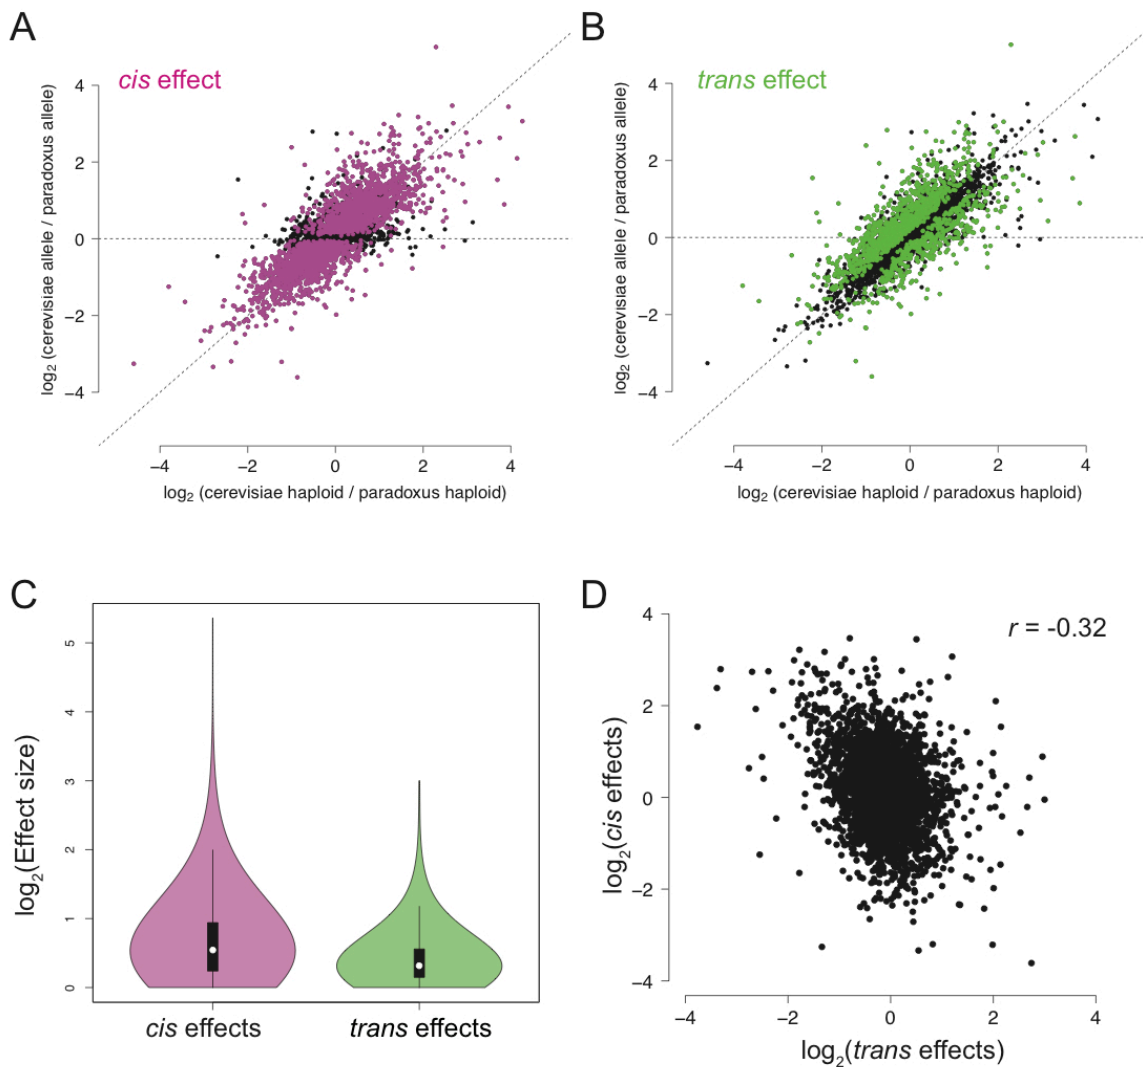 A
cis effect
log2 (cerevisiae allele / paradoxus allele)
4
2
0
−2
−4
−4
−2
0
2
4
log2 (cerevisiae haploid / paradoxus haploid)
B
trans effect
log2 (cerevisiae allele / paradoxus allele)
4
2
0
−2
−4
−4
−2
0
2
4
log2 (cerevisiae haploid / paradoxus haploid)
C
log2(Effect size)
5
4
3
2
1
0
cis effects
trans effects
D
r = -0.32
log2(cis effects)
4
2
0
−2
−4
−4
−2
0
2
4
log2(trans effects)